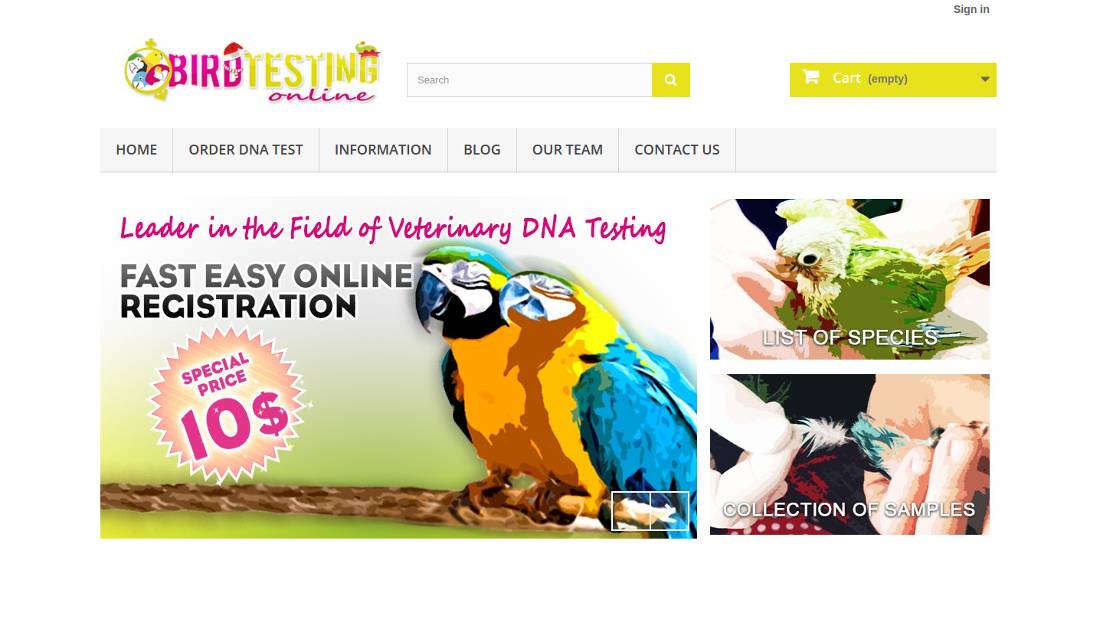 Sign in
BIRDTESTING
online
Search
Cart (empty)
HOME
ORDER DNA TEST
INFORMATION
BLOG
OUR TEAM
CONTACT US
Leader in the Field of Veterinary DNA Testing
FAST EASY ONLINE
REGISTRATION
SPECIAL
PRICE
10$
LIST OF SPECIES
COLLECTION OF SAMPLES